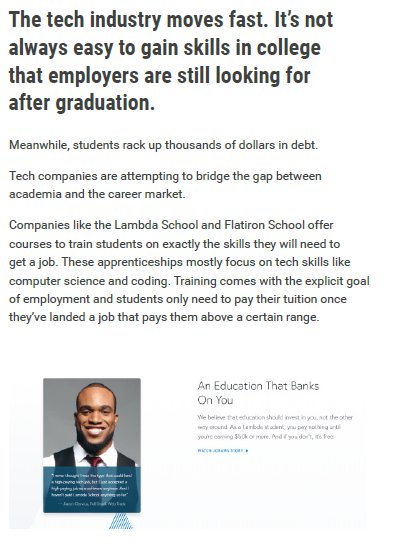 The tech industry moves fast. It's not
always easy to gain skills in college
that employers are still looking for
after graduation.
Meanwhile, students rack up thousands of dollars in debt.
Tech companies are attempting to bridge the gap between
academia and the career market.
Companies like the Lambda School and Flatiron School offer
courses to train students on exactly the skills they will need to
get a job. These apprenticeships mostly focus on tech skills like
computer science and coding. Training comes with the explicit goal
of employment and students only need to pay their tuition once
they've landed a job that pays them above a certain range.
An Education That Banks
On You
We believe that education should invest in you, not the other
way around. As a Lambda student, you pay nothing until
you're earning $50k or more. And if you don't, it's free
"I never thought I was the type that could land
a high-paying tech job, but I just accepted a
high-paying job as a software engineer. And I
haven't paid Lambda School anything so far."